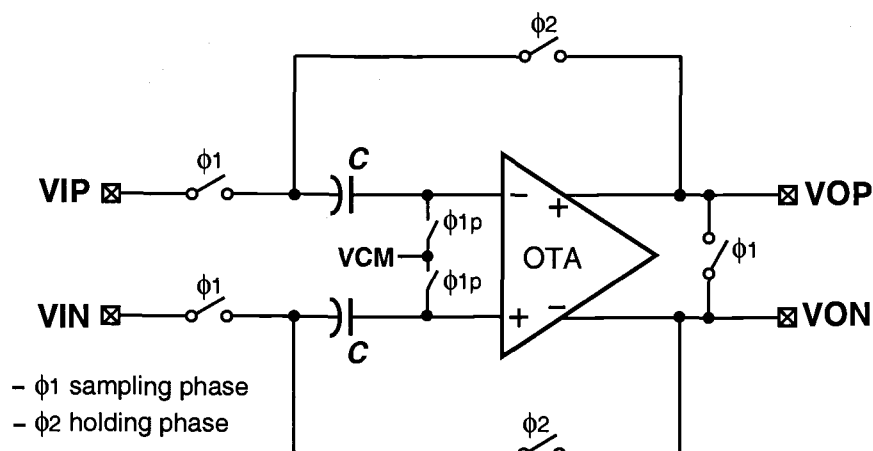 ϕ2
ϕ1
C
VIP
- +
VOP
ϕ1p
VCM
OTA
ϕ1
ϕ1p
ϕ1
VIN
+ −
VON
C
– ϕ1 sampling phase
– ϕ2 holding phase
ϕ2